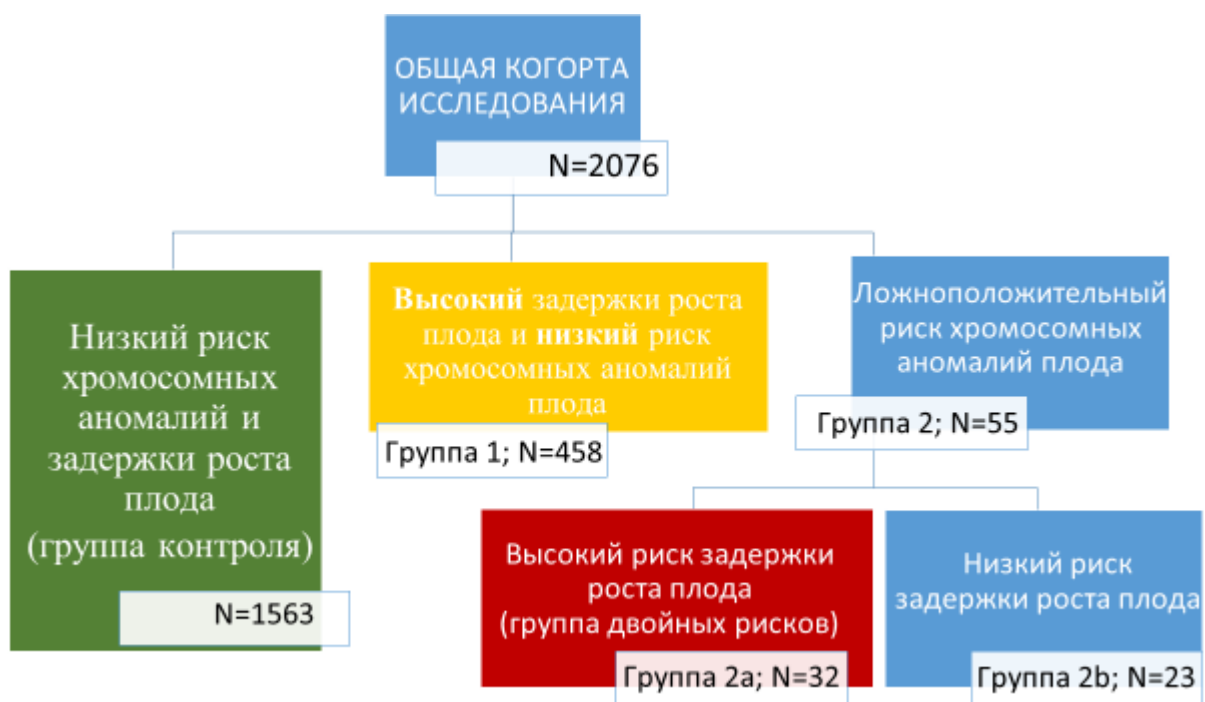 ОБЩАЯ КОГОРТА
ИССЛЕДОВАНИЯ
N=2076
Низкий риск
хромосомных
аномалий и
задержки роста
плода
(группа контроля)
N=1563
Высокий задержки роста
плода и низкий риск
хромосомных аномалий
плода
Группа 1; N=458
Ложноположительный
риск хромосомных
аномалий плода
Группа 2; N=55
Высокий риск задержки
роста плода
(группа двойных рисков)
Группа 2a; N=32
Низкий риск
задержки роста плода
Группа 2b; N=23